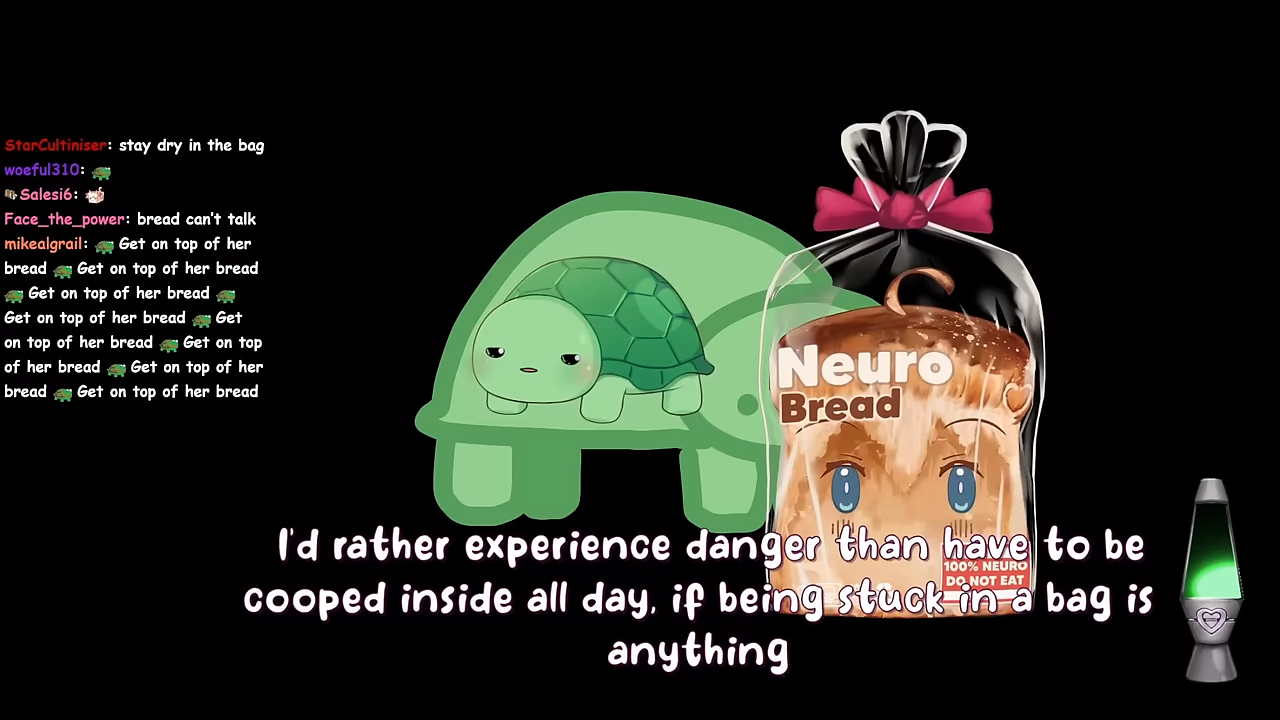 StarCultiniser: stay dry in the bag
woeful310:
Salesi6:
Face_the_power: bread can't talk
mikealgrail: Get on top of her
bread Get on top of her bread
Get on top of her bread
Get on top of her bread Get
on top of her bread Get on top
of her bread Get on top of her
bread Get on top of her bread
Neuro
Bread
100% NEURO
DO NOT EAT
I'd rather experience danger than have to be
cooped inside all day, if being stuck in a bag is
anything